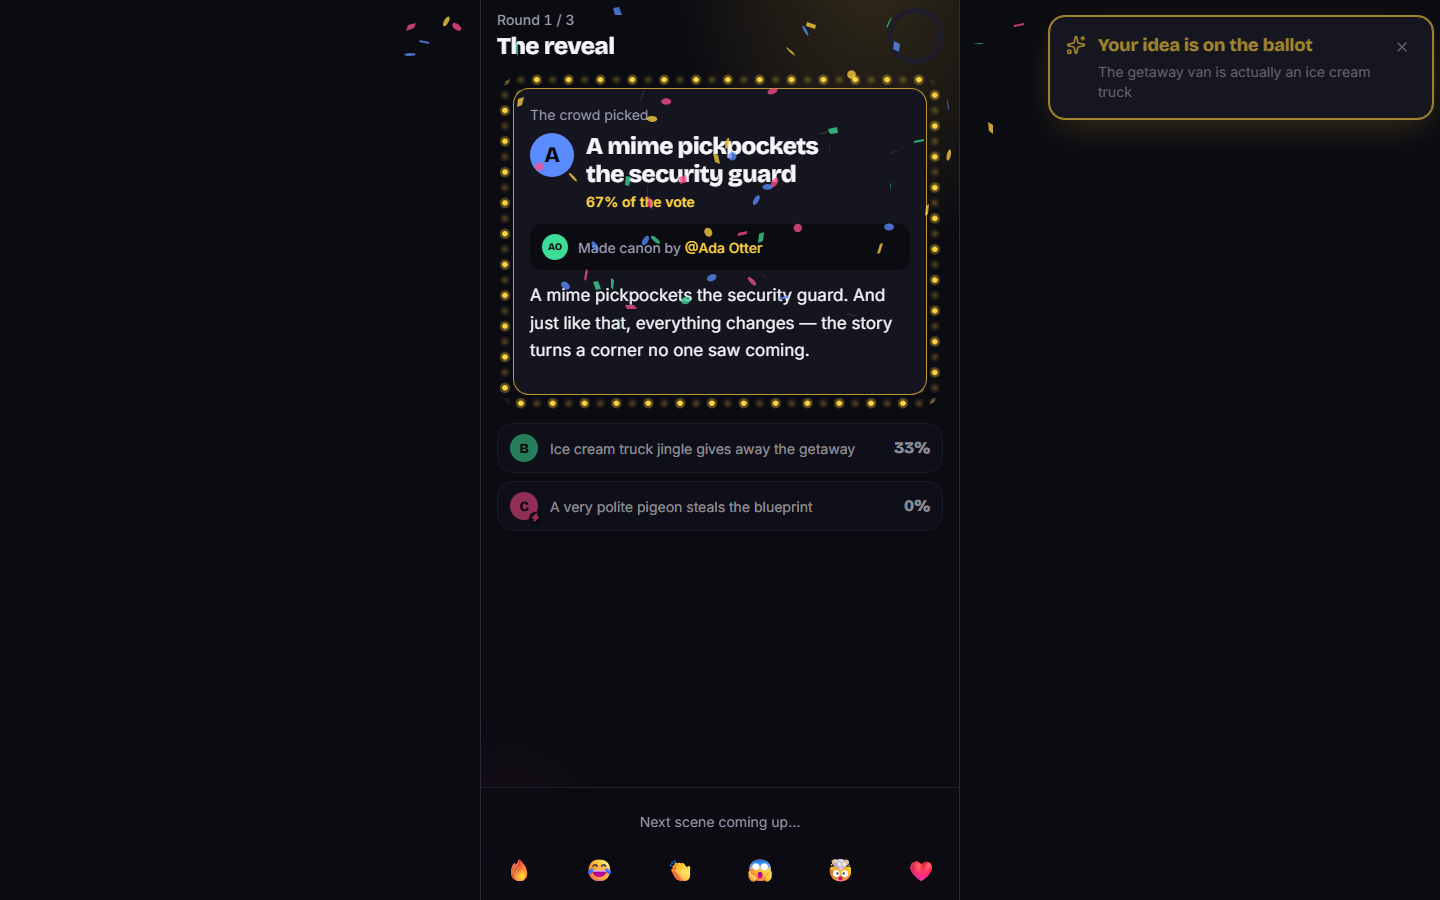 Round 1 / 3
The reveal
The crowd picked
A
A mime pickpockets
the security guard
67% of the vote
AO
Made canon by @Ada Otter
A mime pickpockets the security guard. And
just like that, everything changes — the story
turns a corner no one saw coming.
B
Ice cream truck jingle gives away the getaway
33%
C
A very polite pigeon steals the blueprint
0%
Next scene coming up...
Your idea is on the ballot
The getaway van is actually an ice cream
truck